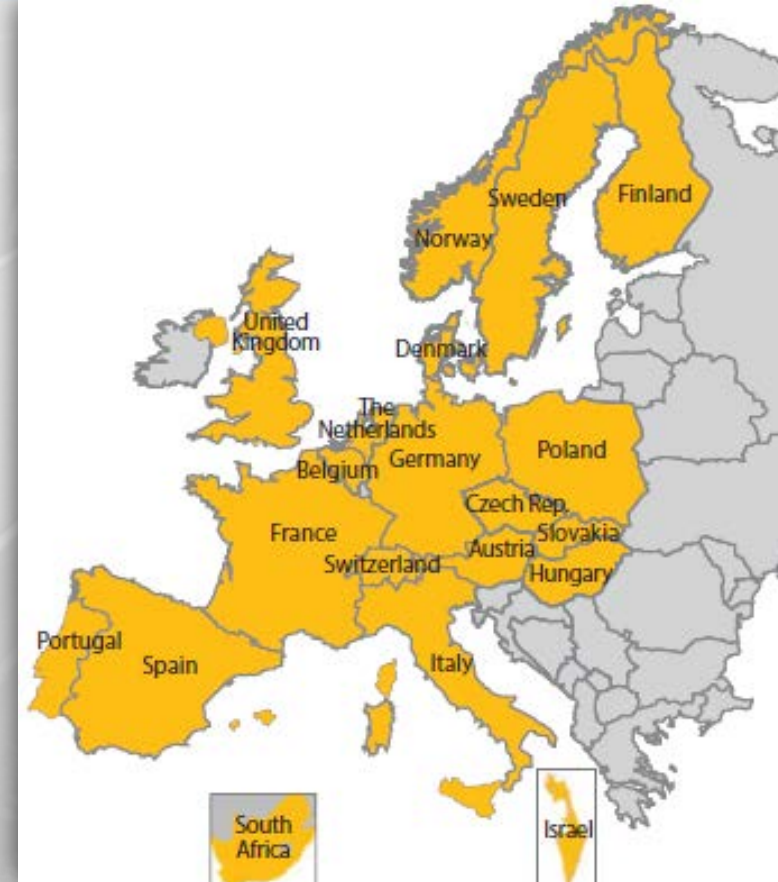 Sweden
Finland
Norway
United
Kingdom
Denmark
The
Netherlands
Belgium
Germany
Poland
Czech Rep.
France
Slovakia
Austria
Switzerland
Hungary
Portugal
Spain
Italy
South
Africa
Israel